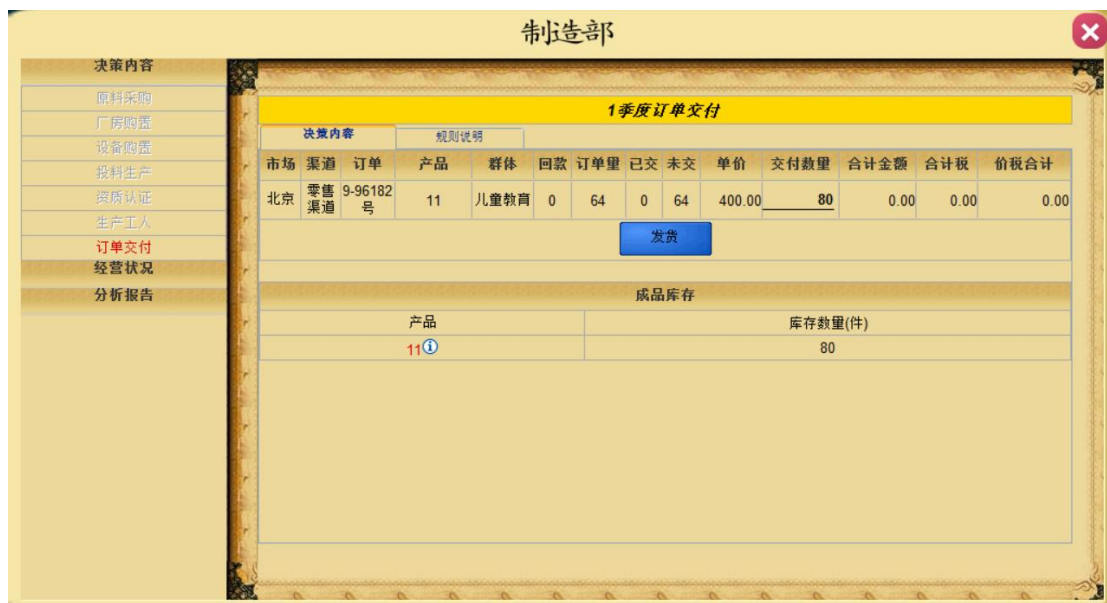 制造部
决策内容
原料采购
厂房购置
设备购置
投料生产
资质认证
生产工人
订单交付
经营状况
分析报告
1季度订单交付
决策内容 规则说明
市场 渠道 订单 产品 群体 回款 订单里 已交 未交 单价 交付数量 合计金额 合计税 价税合计
北京 零售渠道 9-96182号 11 儿童教育 0 64 0 64 400.00 80 0.00 0.00 0.00
发货
成品库存
产品 库存数量(件)
11 80